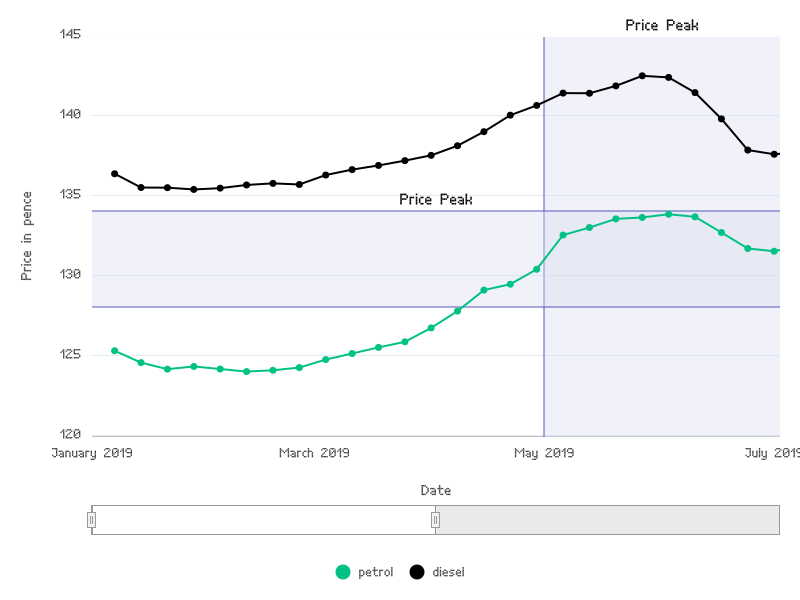 Price Peak
145
140
135
Price Peak
130
125
120
Price in pence
January 2019
March 2019
May 2019
July 2019
Date
petrol
diesel